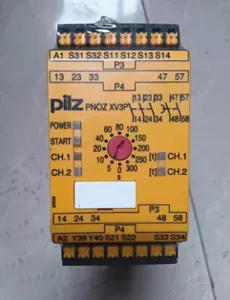 A1 S31 S32 S11 S12 S13 S14
P3
13 23 33 47 57
P4
pilz PNOZ XV3P
13 23 33 47 57
14 24 34 48 58
POWER
START
CH.1
CH.2
0 20 40 60 80 100 150 200 250 300
s
[t] CH.1
[t] CH.2
P3
14 24 34 48 58
P4
A2 Y39 Y40 S21 S22 S33 S34